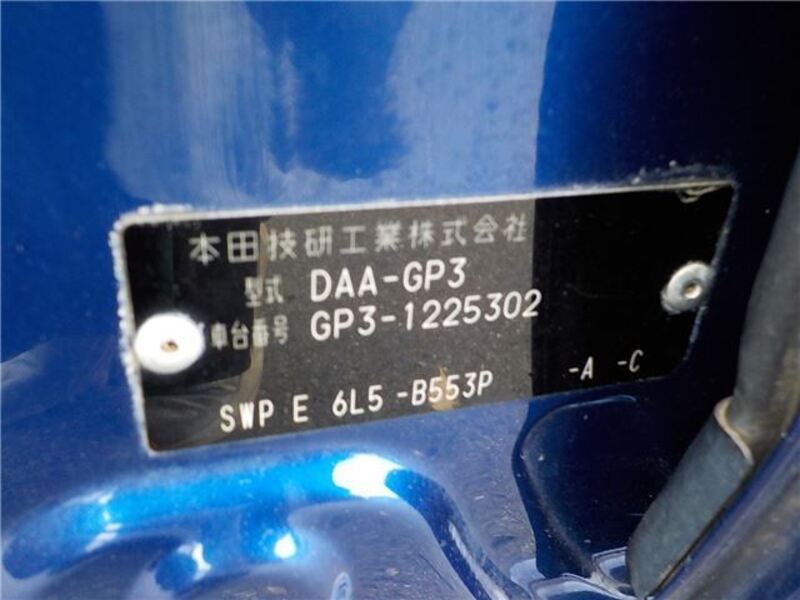 本田技研工業株式会社
型式 DAA-GP3
車台番号 GP3-1225302
SWP E 6L5 -B553P -A -C